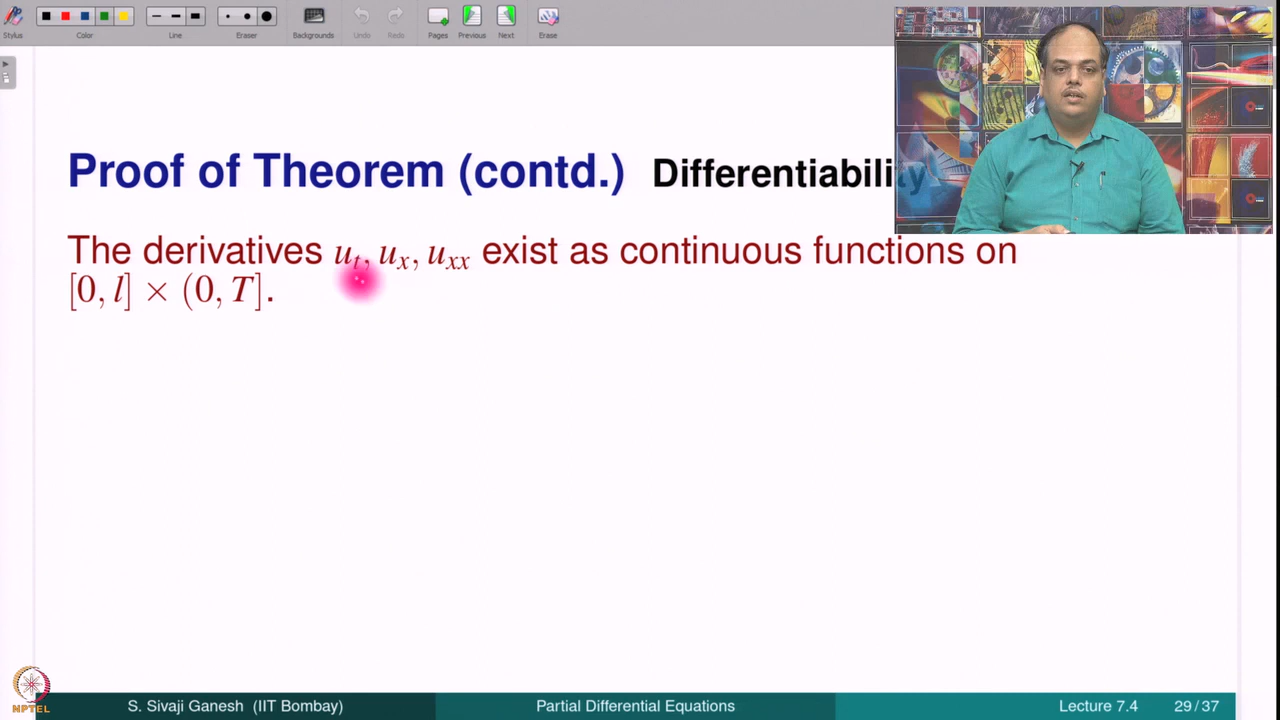 Stylus
Color
Line
Eraser
Backgrounds
Undo
Redo
Pages
Previous
Next
Erase
Proof of Theorem (contd.) Differentiability
The derivatives u_t, u_x, u_xx exist as continuous functions on
[0, l] × (0, T].
NPTEL
S. Sivaji Ganesh (IIT Bombay)
Partial Differential Equations
Lecture 7.4
29/37